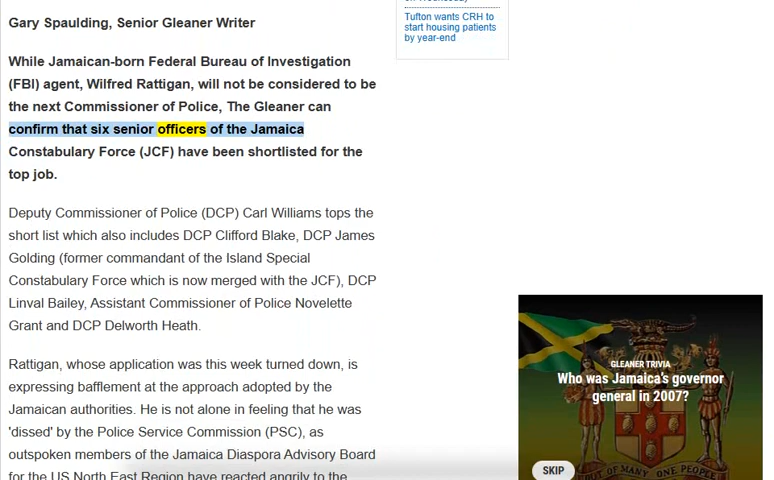 on Wednesday
Tufton wants CRH to
start housing patients
by year-end
Gary Spaulding, Senior Gleaner Writer
While Jamaican-born Federal Bureau of Investigation
(FBI) agent, Wilfred Rattigan, will not be considered to be
the next Commissioner of Police, The Gleaner can
confirm that six senior officers of the Jamaica
Constabulary Force (JCF) have been shortlisted for the
top job.
Deputy Commissioner of Police (DCP) Carl Williams tops the
short list which also includes DCP Clifford Blake, DCP James
Golding (former commandant of the Island Special
Constabulary Force which is now merged with the JCF), DCP
Linval Bailey, Assistant Commissioner of Police Novelette
Grant and DCP Delworth Heath.
Rattigan, whose application was this week turned down, is
expressing bafflement at the approach adopted by the
Jamaican authorities. He is not alone in feeling that he was
'dissed' by the Police Service Commission (PSC), as
outspoken members of the Jamaica Diaspora Advisory Board
for the US North East Region have reacted angrily to the
GLEANER TRIVIA
Who was Jamaica's governor
general in 2007?
SKIP
OUT OF MANY ONE PEOPLE